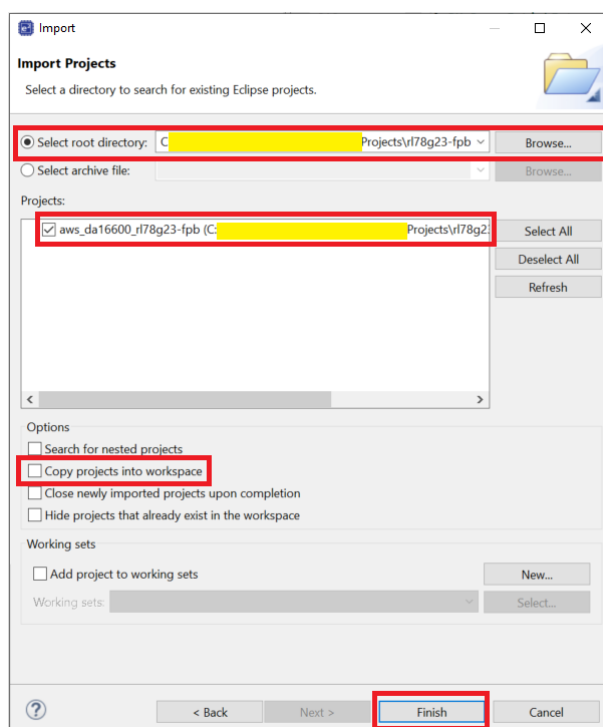 Import
Import Projects
Select a directory to search for existing Eclipse projects.
Select root directory: C Projects\rl78g23-fpb Browse...
Select archive file: Browse...
Projects:
aws_da16600_rl78g23-fpb (C: Projects\rl78g2 Select All
Deselect All
Refresh
Options
Search for nested projects
Copy projects into workspace
Close newly imported projects upon completion
Hide projects that already exist in the workspace
Working sets
Add project to working sets New...
Working sets: Select...
? < Back Next > Finish Cancel